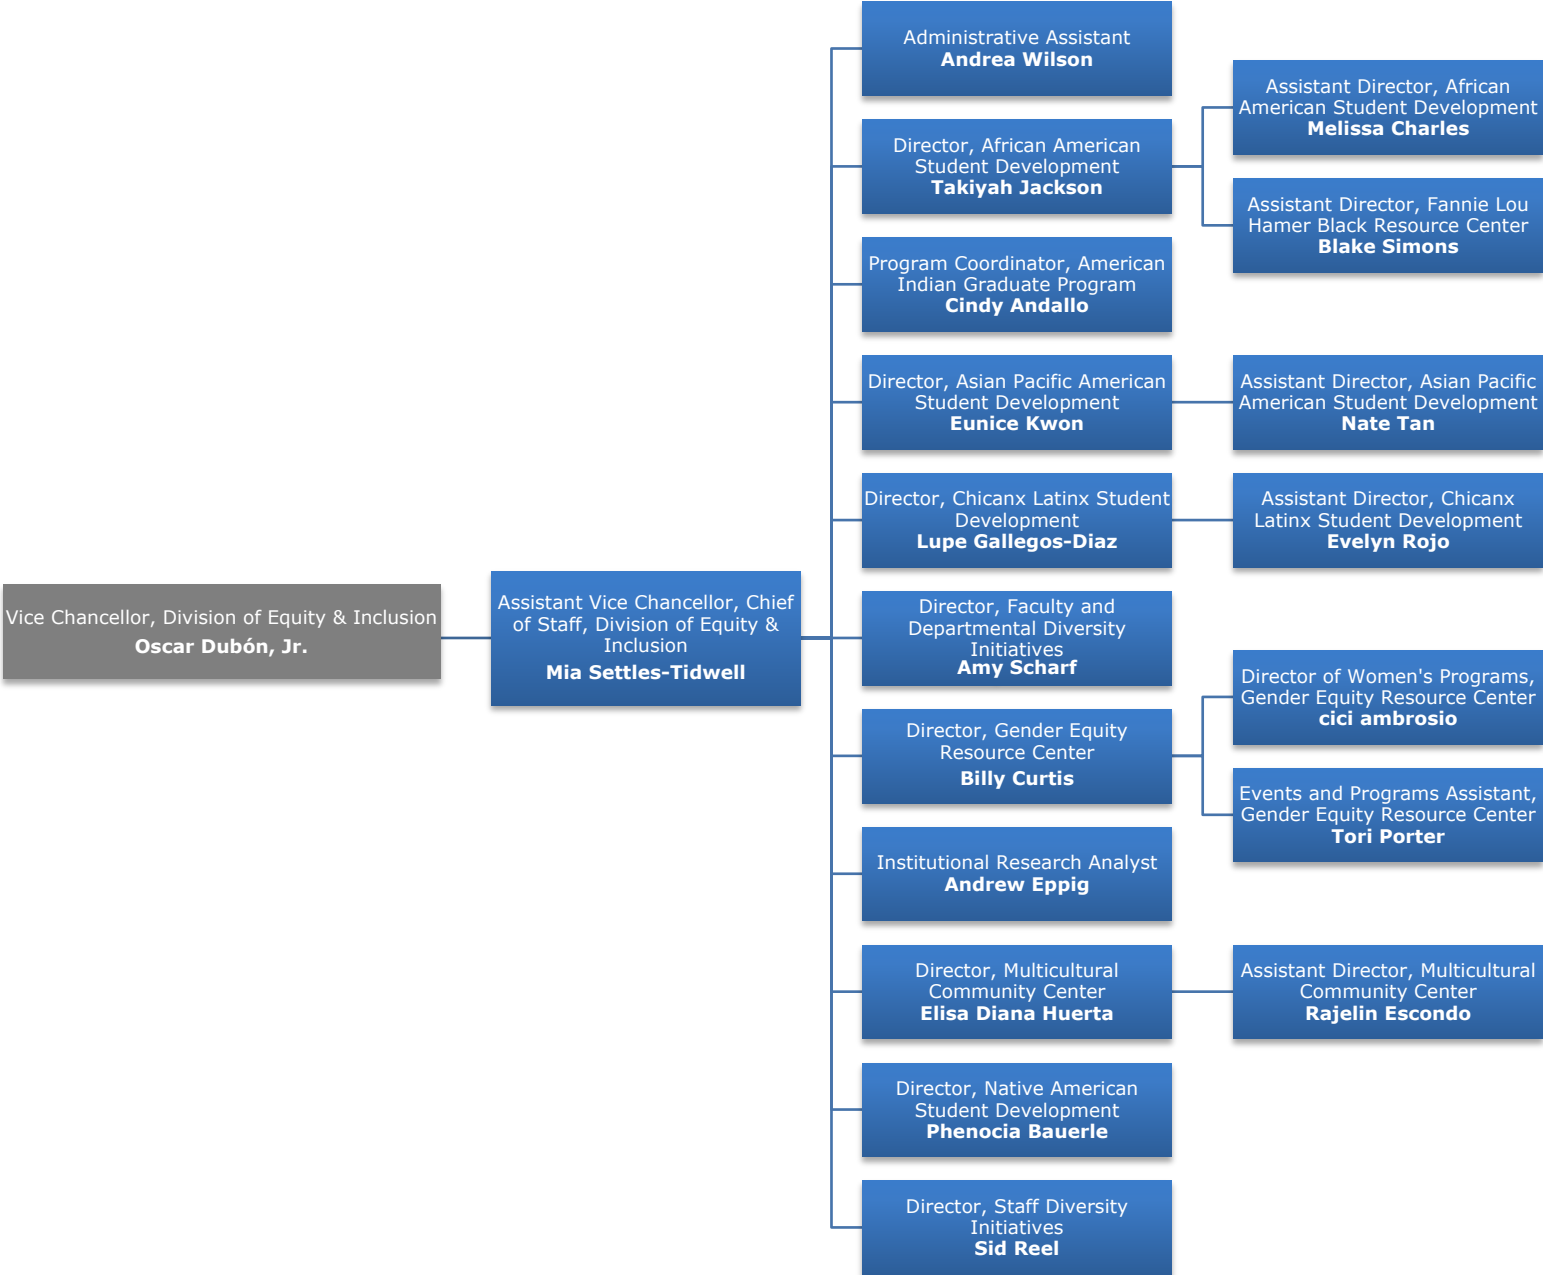 Vice Chancellor, Division of Equity & Inclusion
Oscar Dubón, Jr.
Assistant Vice Chancellor, Chief
of Staff, Division of Equity &
Inclusion
Mia Settles-Tidwell
Administrative Assistant
Andrea Wilson
Director, African American
Student Development
Takiyah Jackson
Assistant Director, African
American Student Development
Melissa Charles
Assistant Director, Fannie Lou
Hamer Black Resource Center
Blake Simons
Program Coordinator, American
Indian Graduate Program
Cindy Andallo
Director, Asian Pacific American
Student Development
Eunice Kwon
Assistant Director, Asian Pacific
American Student Development
Nate Tan
Director, Chicanx Latinx Student
Development
Lupe Gallegos-Diaz
Assistant Director, Chicanx
Latinx Student Development
Evelyn Rojo
Director, Faculty and
Departmental Diversity
Initiatives
Amy Scharf
Director, Gender Equity
Resource Center
Billy Curtis
Director of Women's Programs,
Gender Equity Resource Center
cici ambrosio
Events and Programs Assistant,
Gender Equity Resource Center
Tori Porter
Institutional Research Analyst
Andrew Eppig
Director, Multicultural
Community Center
Elisa Diana Huerta
Assistant Director, Multicultural
Community Center
Rajelin Escondo
Director, Native American
Student Development
Phenocia Bauerle
Director, Staff Diversity
Initiatives
Sid Reel